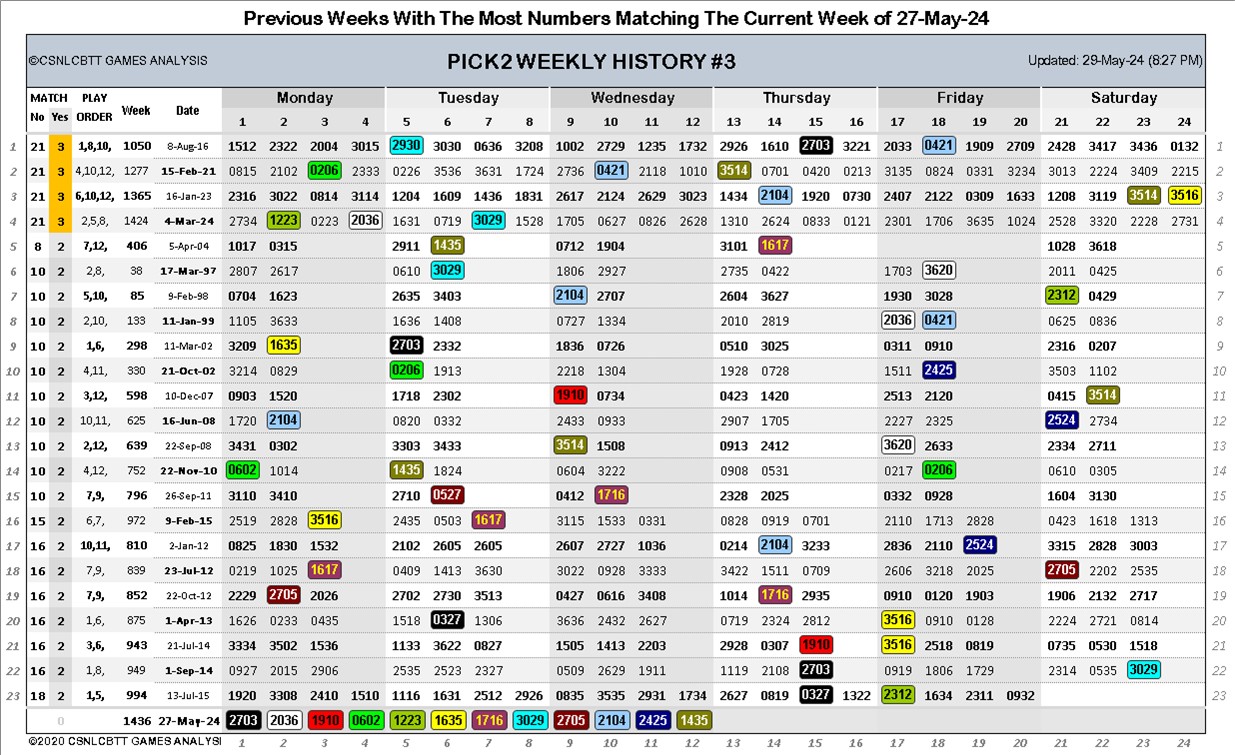 Previous Weeks With The Most Numbers Matching The Current Week of 27-May-24
©CSNLCBTT GAMES ANALYSIS PICK2 WEEKLY HISTORY #3 Updated: 29-May-24 (8:27 PM)
MATCH PLAY Week Date Monday Tuesday Wednesday Thursday Friday Saturday
No Yes ORDER 1 2 3 4 5 6 7 8 9 10 11 12 13 14 15 16 17 18 19 20 21 22 23 24
1 21 3 1,8,10, 1050 8-Aug-16 1512 2322 2004 3015 2930 3030 0636 3208 1002 2729 1235 1732 2926 1610 2703 3221 2033 0421 1909 2709 2428 3417 3436 0132 1
2 21 3 4,10,12, 1277 15-Feb-21 0815 2102 0206 2333 0226 3536 3631 1724 2736 0421 2118 1010 3514 0701 0420 0213 3135 0824 0331 3234 3013 2224 3409 2215 2
3 21 3 6,10,12, 1365 16-Jan-23 2316 3022 0814 3114 1204 1609 1436 1831 2617 2124 2629 3023 1434 2104 1920 0730 2407 2122 0309 1633 1208 3119 3514 3516 3
4 21 3 2,5,8, 1424 4-Mar-24 2734 1223 0223 2036 1631 0719 3029 1528 1705 0627 0826 2628 1310 2624 0833 0121 2301 1706 3635 1024 2528 3320 2228 2731 4
5 8 2 7,12, 406 5-Apr-04 1017 0315 2911 1435 0712 1904 3101 1617 1028 3618 5
6 10 2 2,8, 38 17-Mar-97 2807 2617 0610 3029 1806 2927 2735 0422 1703 3620 2011 0425 6
7 10 2 5,10, 85 9-Feb-98 0704 1623 2635 3403 2104 2707 2604 3627 1930 3028 2312 0429 7
8 10 2 2,10, 133 11-Jan-99 1105 3633 1636 1408 0727 1334 2010 2819 2036 0421 0625 0836 8
9 10 2 1,6, 298 11-Mar-02 3209 1635 2703 2332 1836 0726 0510 3025 0311 0910 2316 0207 9
10 10 2 4,11, 330 21-Oct-02 3214 0829 0206 1913 2218 1304 1928 0728 1511 2425 3503 1102 10
11 10 2 3,12, 598 10-Dec-07 0903 1520 1718 2302 1910 0734 0423 1420 2513 2120 0415 3514 11
12 10 2 10,11, 625 16-Jun-08 1720 2104 0820 0332 2433 0933 2907 1705 2227 2325 2524 2734 12
13 10 2 2,12, 639 22-Sep-08 3431 0302 3303 3433 3514 1508 0913 2412 3620 2633 2334 2711 13
14 10 2 4,12, 752 22-Nov-10 0602 1014 1435 1824 0604 3222 0908 0531 0217 0206 0610 0305 14
15 10 2 7,9, 796 26-Sep-11 3110 3410 2710 0527 0412 1716 2328 2025 0332 0928 1604 3130 15
16 15 2 6,7, 972 9-Feb-15 2519 2828 3516 2435 0503 1617 3115 1533 0331 0828 0919 0701 2110 1713 2828 0423 1618 1313 16
17 16 2 10,11, 810 2-Jan-12 0825 1830 1532 2102 2605 2605 2607 2727 1036 0214 2104 3233 2836 2110 2524 3315 2828 3003 17
18 16 2 7,9, 839 23-Jul-12 0219 1025 1617 0409 1413 3630 3022 0928 3333 3422 1511 0709 2606 3218 2025 2705 2202 2535 18
19 16 2 7,9, 852 22-Oct-12 2229 2705 2026 2702 2730 3513 0427 0616 3408 1014 1716 2935 0910 0120 1903 1906 2132 2717 19
20 16 2 1,6, 875 1-Apr-13 1626 0233 0435 1518 0327 1306 3636 2432 2627 0719 2324 2812 3516 0910 0128 2224 2721 0814 20
21 16 2 3,6, 943 21-Jul-14 3334 3502 1536 1133 3622 0827 1505 1413 2203 2928 0307 1910 3516 2518 0819 0735 0530 1518 21
22 16 2 1,8, 949 1-Sep-14 0927 2015 2906 2535 2523 2327 0509 2629 1911 1119 2108 2703 0919 1806 1729 2314 0535 3029 22
23 18 2 1,5, 994 13-Jul-15 1920 3308 2410 1510 1116 1631 2512 2926 0835 3535 2931 1734 2627 0819 0327 1322 2312 1634 2311 0932 23
0 1436 27-May-24 2703 2036 1910 0602 1223 1635 1716 3029 2705 2104 2425 1435
©2020 CSNLCBTT GAMES ANALYSI 1 2 3 4 5 6 7 8 9 10 11 12 13 14 15 16 17 18 19 20 21 22 23 24